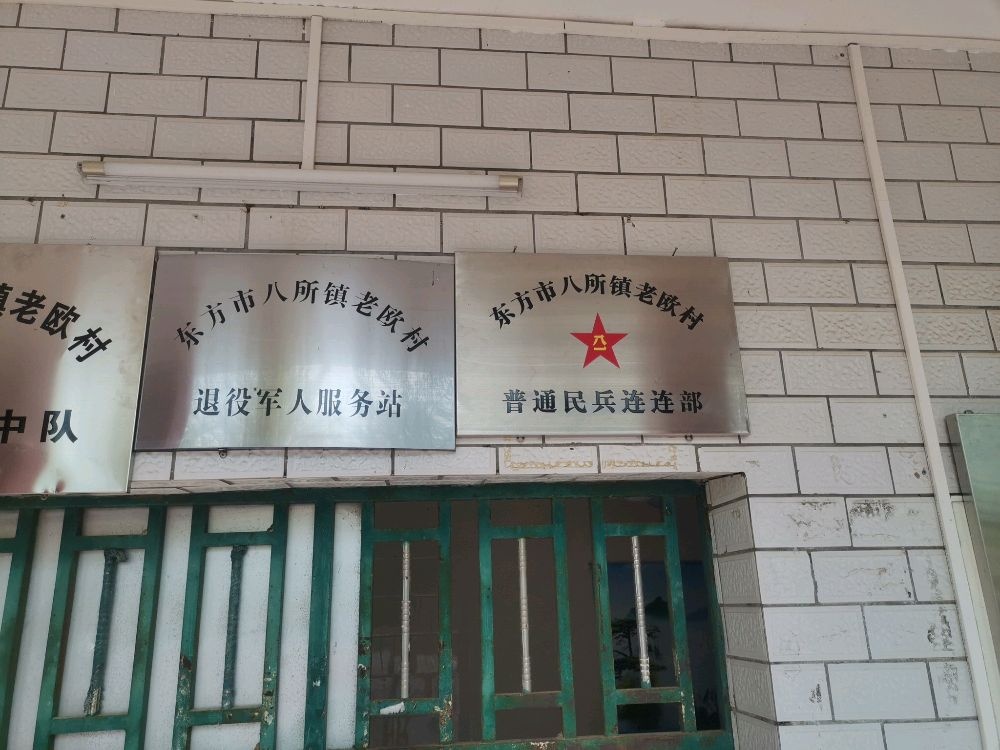 镇老欧村
中队
东方市八所镇老欧村
退役军人服务站
东方市八所镇老欧村
八一
普通民兵连连部